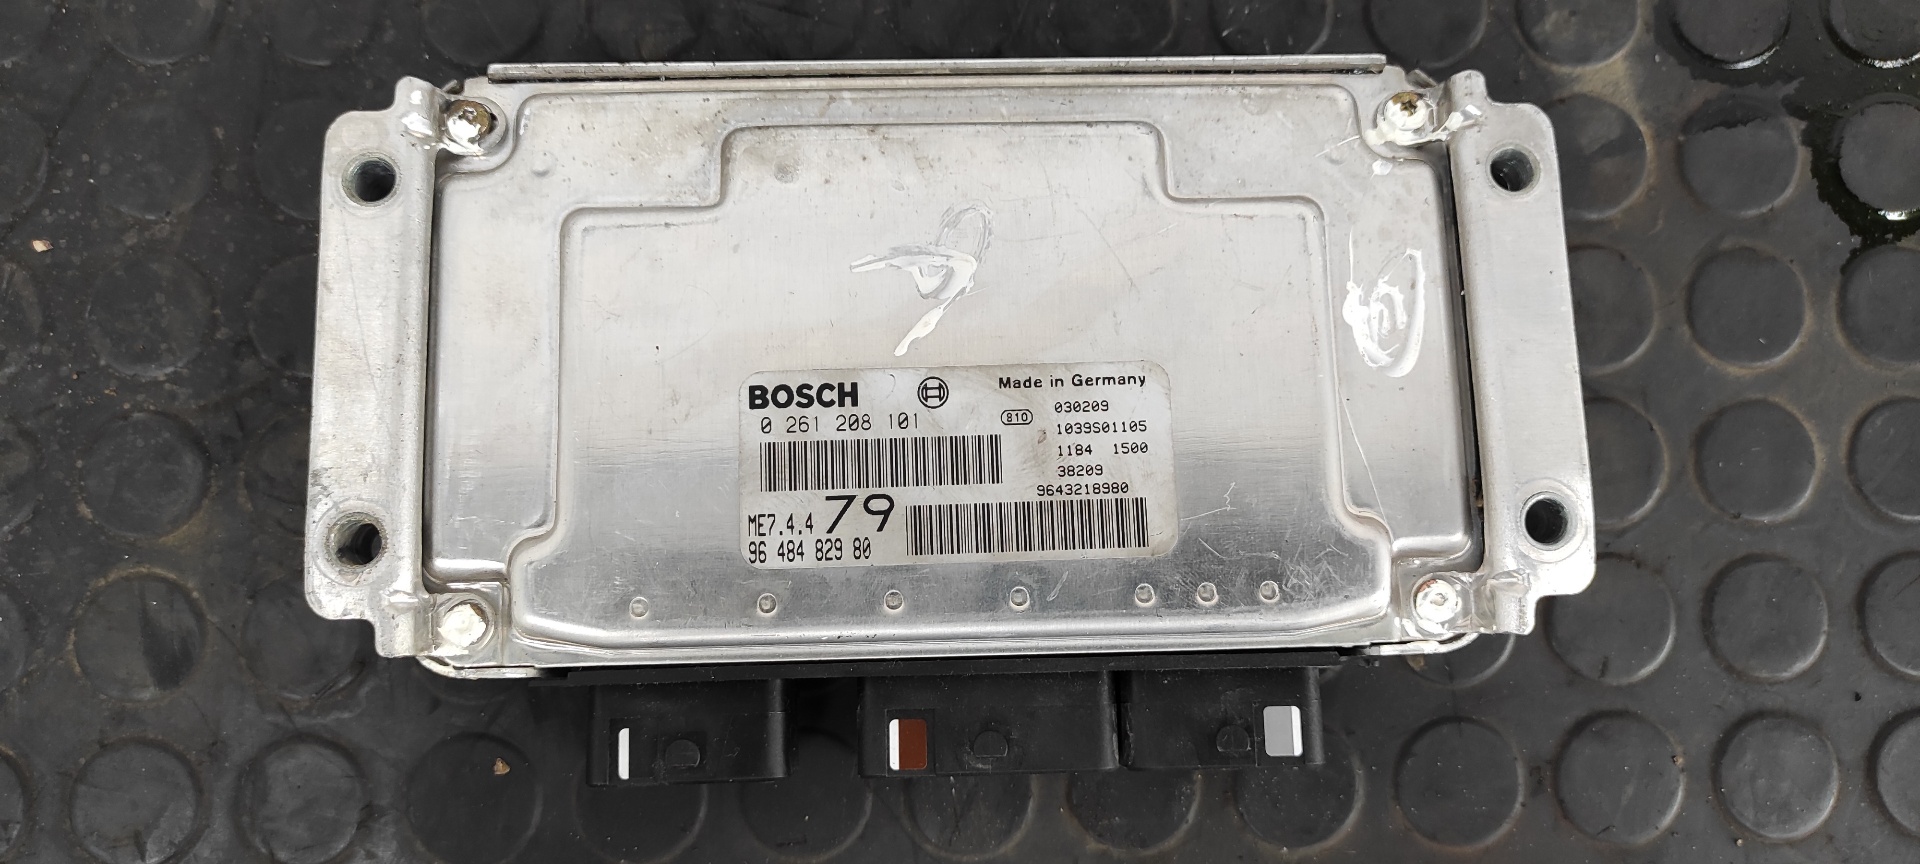 BOSCH
Made in Germany
0 261 208 101
810
030209
1039S01105
1184 1500
38209
9643218980
ME7.4.4 79
96 484 829 80